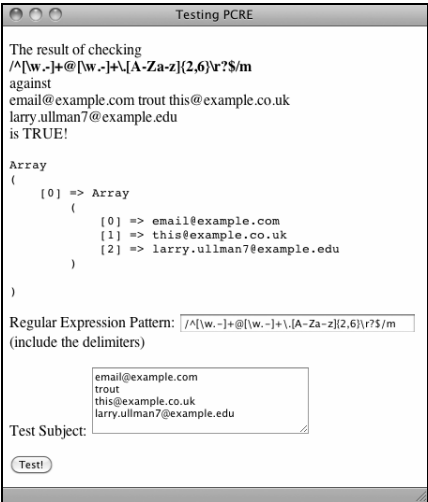 Testing PCRE
The result of checking
/^[\w.-]+@[\w.-]+\.[A-Za-z]{2,6}\r?$/m
against
email@example.com trout this@example.co.uk
larry.ullman7@example.edu
is TRUE!
Array
(
[0] => Array
(
[0] => email@example.com
[1] => this@example.co.uk
[2] => larry.ullman7@example.edu
)
)
Regular Expression Pattern: /^[\w.-]+@[\w.-]+\.[A-Za-z]{2,6}\r?$/m
(include the delimiters)
email@example.com
trout
this@example.co.uk
larry.ullman7@example.edu
Test Subject:
Test!